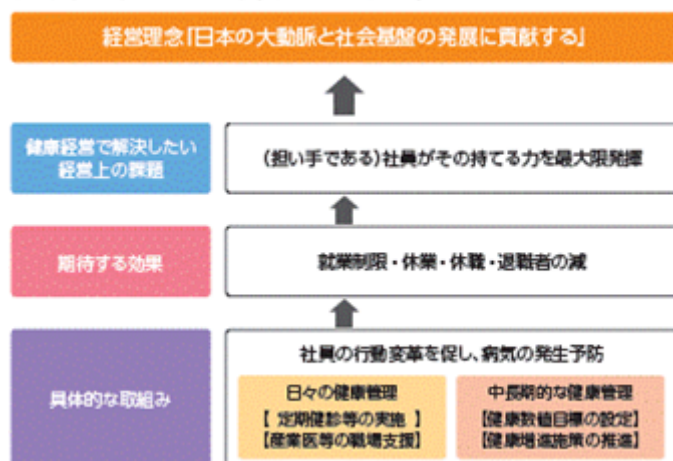 経営理念「日本の大動脈と社会基盤の発展に貢献する」
健康経営で解決したい
経営上の課題
(担い手である)社員がその持てる力を最大限発揮
期待する効果
就業制限・休業・休職・退職者の減
具体的な取組み
社員の行動変革を促し、病気の発生予防
日々の健康管理
【 定期健診等の実施 】
【産業医等の職場支援】
中長期的な健康管理
【健康数値目標の設定】
【健康増進施策の推進】